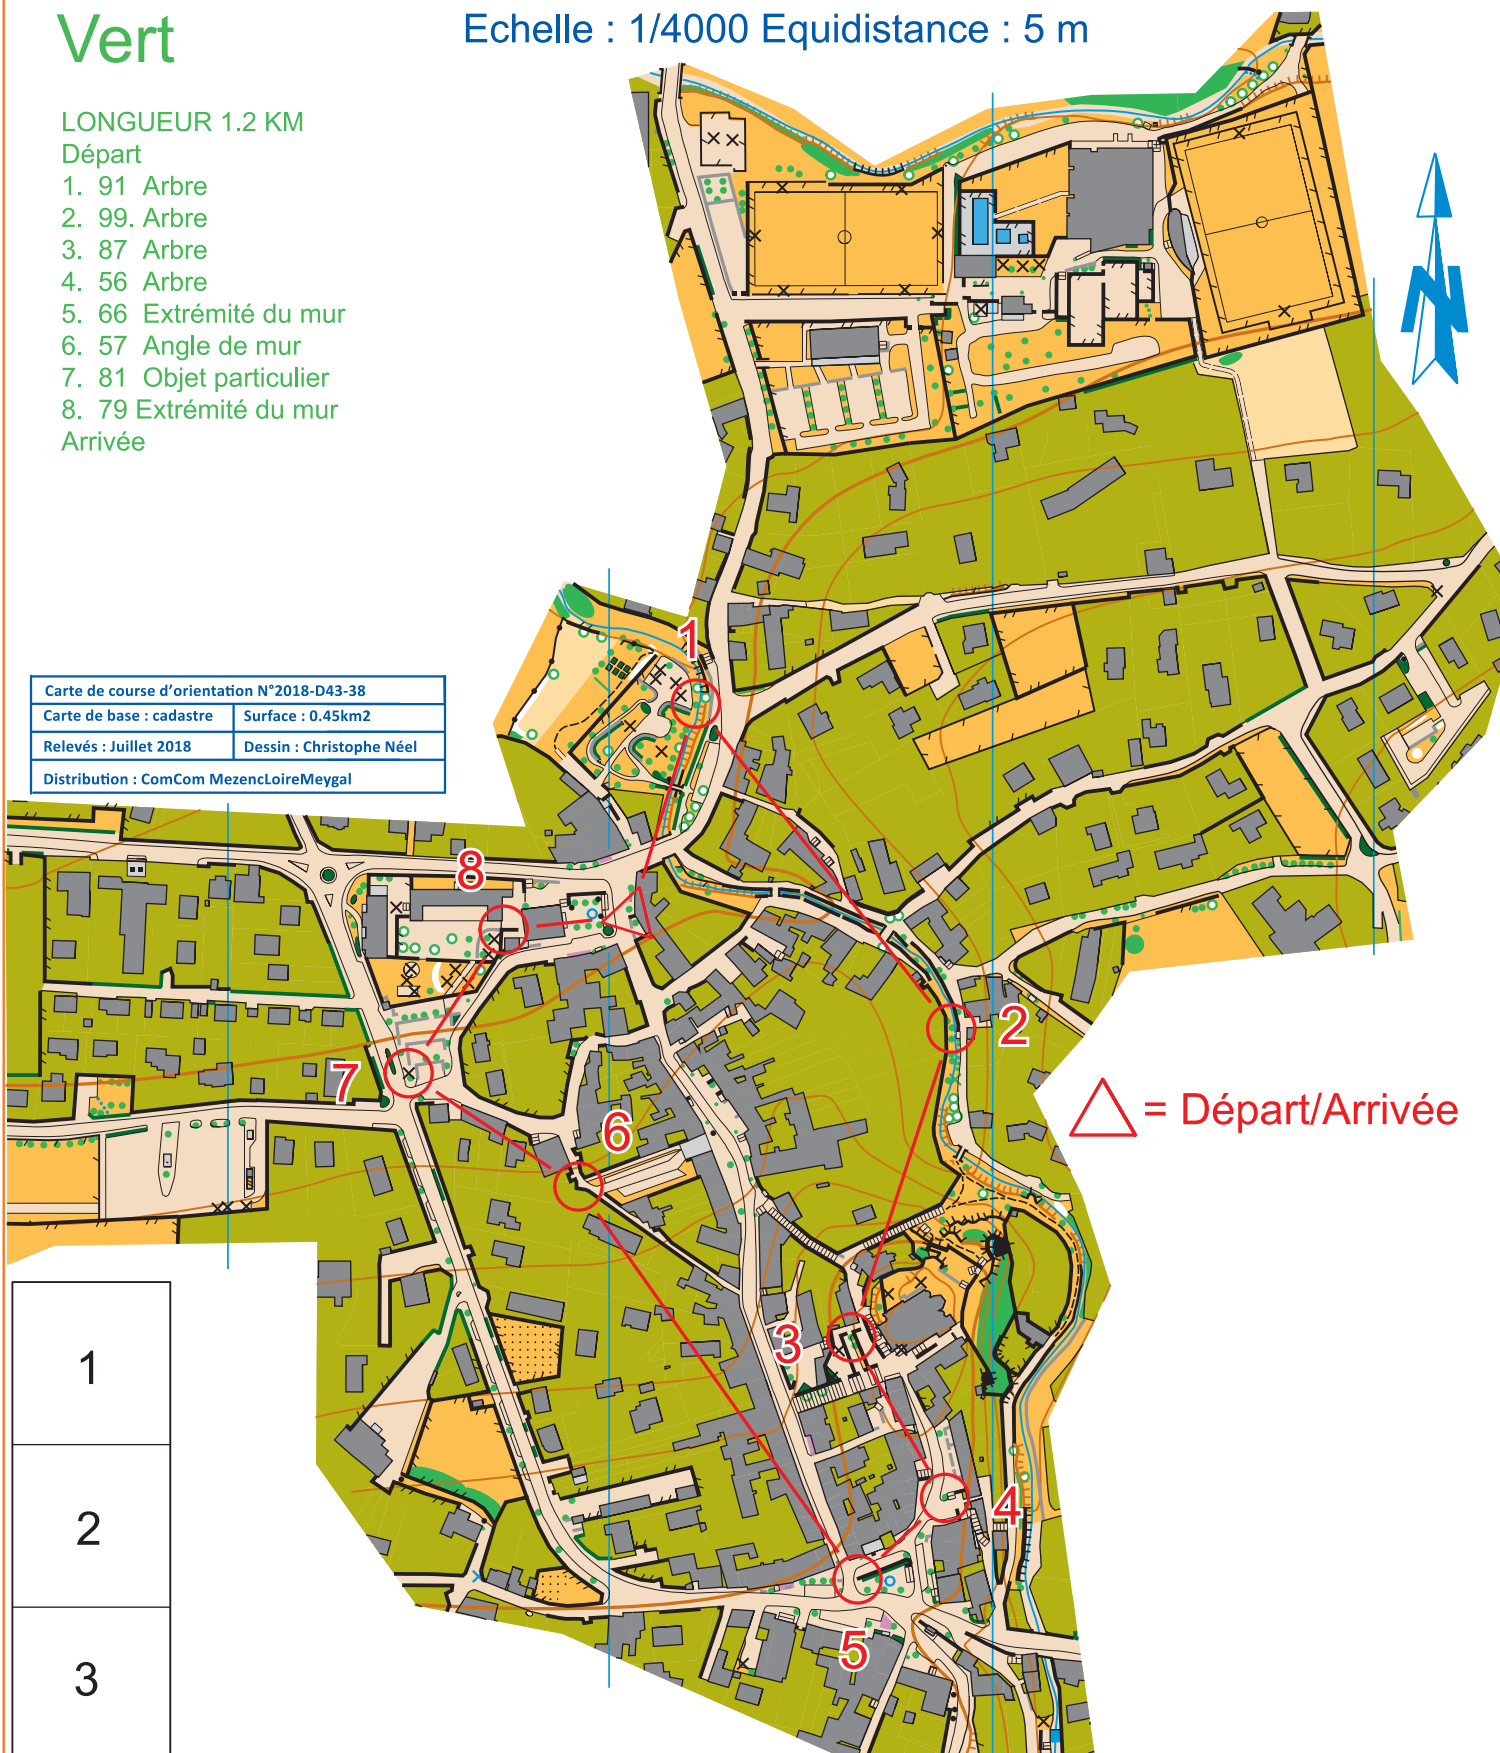 Vert
Echelle : 1/4000 Equidistance : 5 m
LONGUEUR 1.2 KM
Départ
1. 91 Arbre
2. 99. Arbre
3. 87 Arbre
4. 56 Arbre
5. 66 Extrémité du mur
6. 57 Angle de mur
7. 81 Objet particulier
8. 79 Extrémité du mur
Arrivée
N
1
Carte de course d'orientation N°2018-D43-38
Carte de base : cadastre Surface : 0.45km2
Relevés : Juillet 2018 Dessin : Christophe Néel
Distribution : ComCom MezencLoireMeygal
8
2
7
= Départ/Arrivée
6
3
4
5
1
2
3